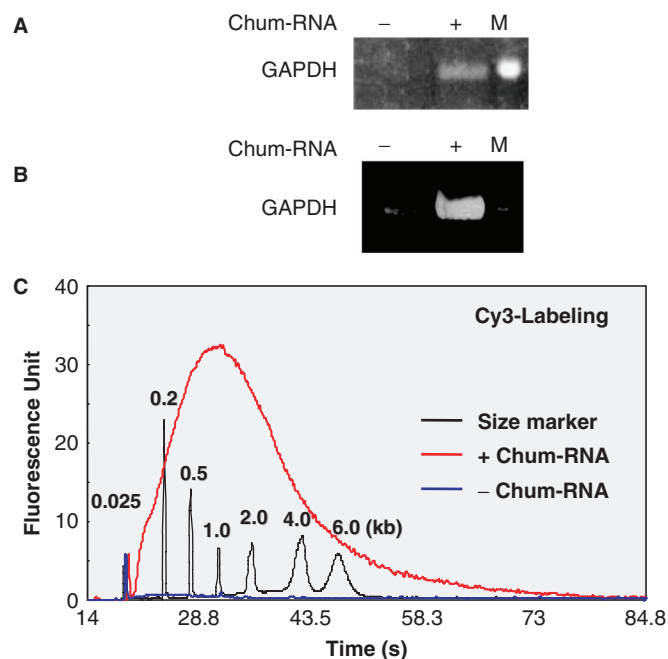 A
Chum-RNA – + M
GAPDH
B
Chum-RNA – + M
GAPDH
C
Cy3-Labeling
Fluorescence Unit
40
30
20
10
0
0.025
0.2
0.5
1.0
2.0
4.0
6.0 (kb)
Size marker
+ Chum-RNA
– Chum-RNA
14 28.8 43.5 58.3 73 84.8
Time (s)